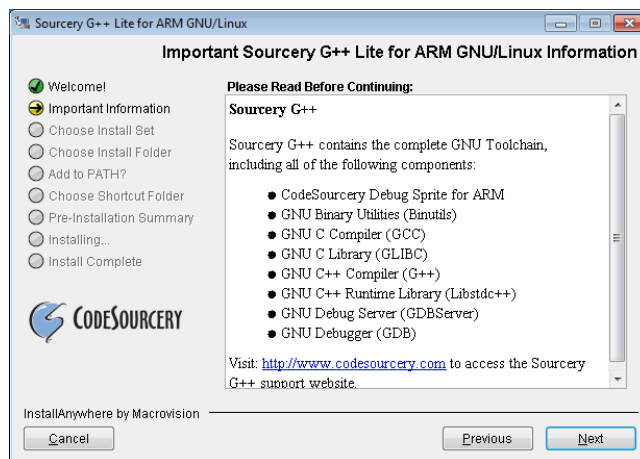 Sourcery G++ Lite for ARM GNU/Linux
Important Sourcery G++ Lite for ARM GNU/Linux Information
Welcome!
Important Information
Choose Install Set
Choose Install Folder
Add to PATH?
Choose Shortcut Folder
Pre-Installation Summary
Installing...
Install Complete
CODESOURCERY
Please Read Before Continuing:
Sourcery G++
Sourcery G++ contains the complete GNU Toolchain,
including all of the following components:
CodeSourcery Debug Sprite for ARM
GNU Binary Utilities (Binutils)
GNU C Compiler (GCC)
GNU C Library (GLIBC)
GNU C++ Compiler (G++)
GNU C++ Runtime Library (Libstdc++)
GNU Debug Server (GDBServer)
GNU Debugger (GDB)
Visit: http://www.codesourcery.com to access the Sourcery
G++ support website.
InstallAnywhere by Macrovision
Cancel
Previous
Next